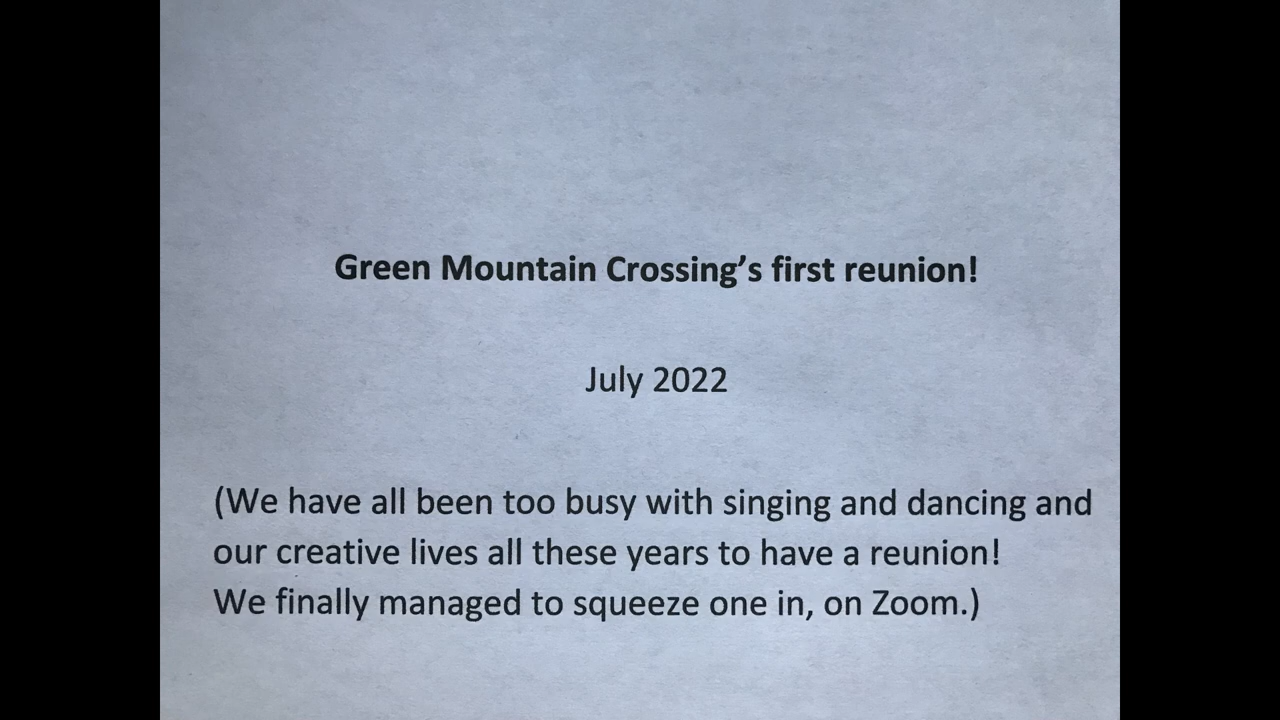 Green Mountain Crossing’s first reunion!
July 2022
(We have all been too busy with singing and dancing and
our creative lives all these years to have a reunion!
We finally managed to squeeze one in, on Zoom.)